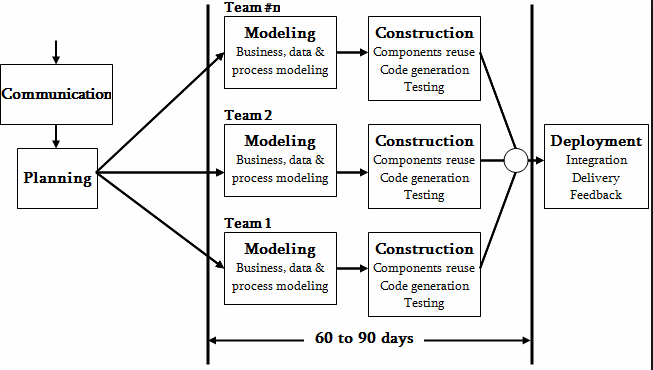 Team #n
Modeling
Business, data &
process modeling
Construction
Components reuse
Code generation
Testing
Communication
Planning
Team 2
Modeling
Business, data &
process modeling
Construction
Components reuse
Code generation
Testing
Deployment
Integration
Delivery
Feedback
Team 1
Modeling
Business, data &
process modeling
Construction
Components reuse
Code generation
Testing
60 to 90 days